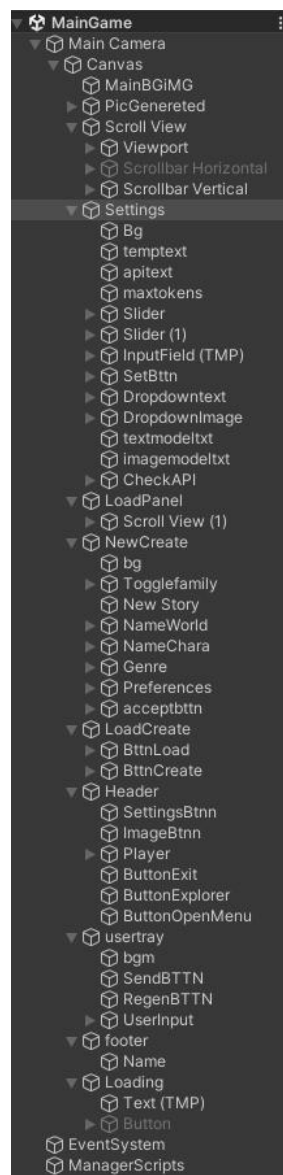 MainGame
Main Camera
Canvas
MainBGiMG
PicGenereted
Scroll View
Viewport
Scrollbar Horizontal
Scrollbar Vertical
Settings
Bg
temptext
apitext
maxtokens
Slider
Slider (1)
InputField (TMP)
SetBttn
Dropdowntext
DropdownImage
textmodeltxt
imagemodeltxt
CheckAPI
LoadPanel
Scroll View (1)
NewCreate
bg
Togglefamily
New Story
NameWorld
NameChara
Genre
Preferences
acceptbttn
LoadCreate
BttnLoad
BttnCreate
Header
SettingsBtnn
ImageBtnn
Player
ButtonExit
ButtonExplorer
ButtonOpenMenu
usertray
bgm
SendBTTN
RegenBTTN
UserInput
footer
Name
Loading
Text (TMP)
Button
EventSystem
ManagerScripts